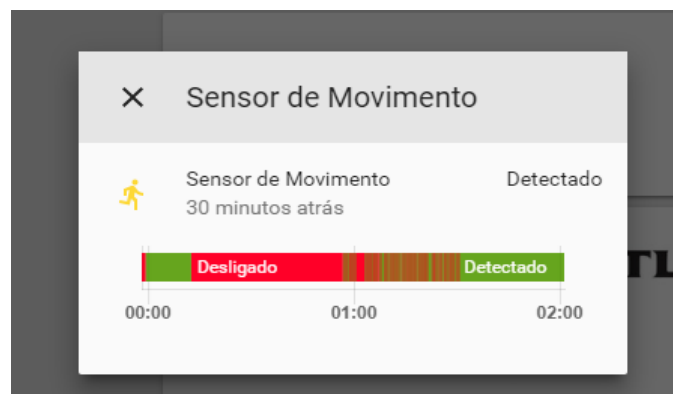 Sensor de Movimento
Sensor de Movimento Detectado
30 minutos atrás
Desligado Detectado
00:00 01:00 02:00